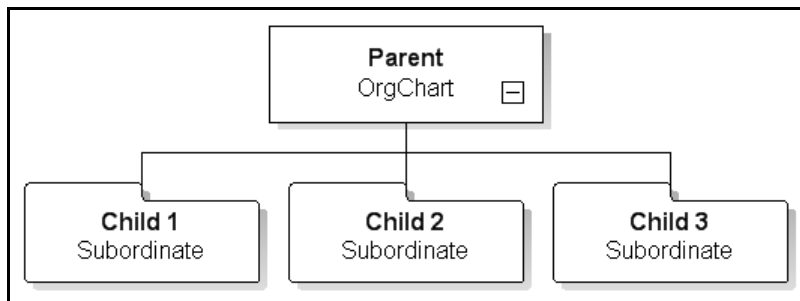 Parent
OrgChart
Child 1
Subordinate
Child 2
Subordinate
Child 3
Subordinate